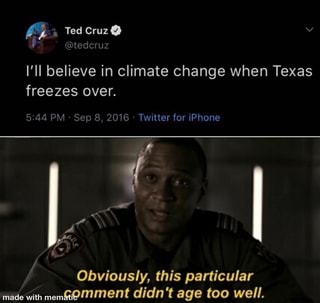 Ted Cruz
@tedcruz
I'll believe in climate change when Texas
freezes over.
5:44 PM · Sep 8, 2016 · Twitter for iPhone
Obviously, this particular
comment didn't age too well.
made with mematic